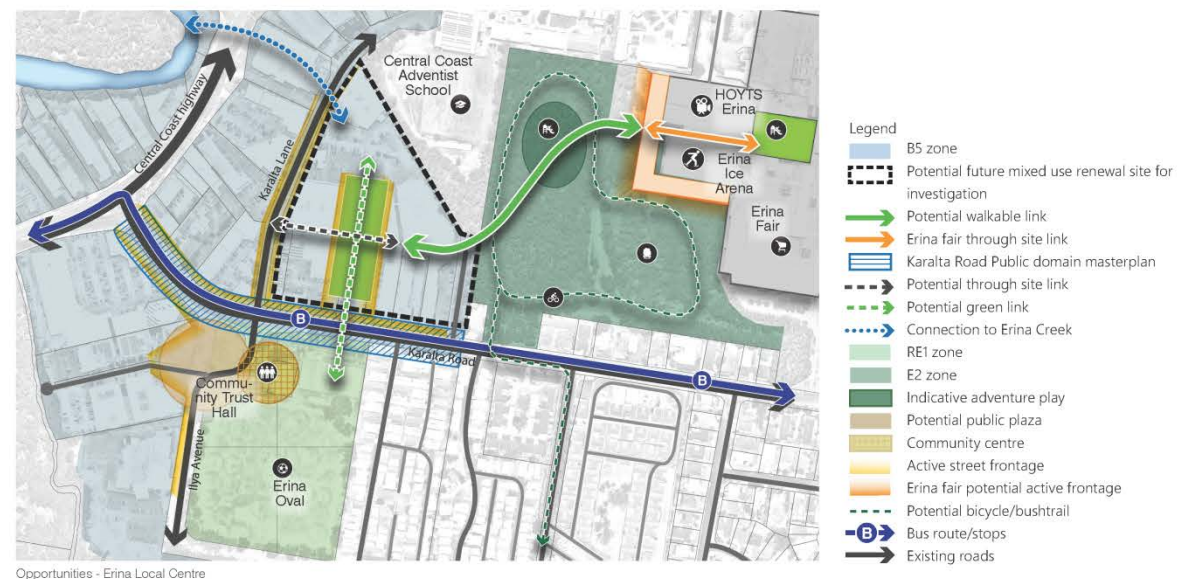 Central Coast highway
Karalta Lane
Central Coast
Adventist
School
HOYTS
Erina
Erina
Ice
Arena
Erina
Fair
B
B
Karalta Road
Commu-
nity Trust
Hall
Ilya Avenue
Erina
Oval
Legend
B5 zone
Potential future mixed use renewal site for
investigation
Potential walkable link
Erina fair through site link
Karalta Road Public domain masterplan
Potential through site link
Potential green link
Connection to Erina Creek
RE1 zone
E2 zone
Indicative adventure play
Potential public plaza
Community centre
Active street frontage
Erina fair potential active frontage
Potential bicycle/bushtrail
B Bus route/stops
Existing roads
Opportunities - Erina Local Centre